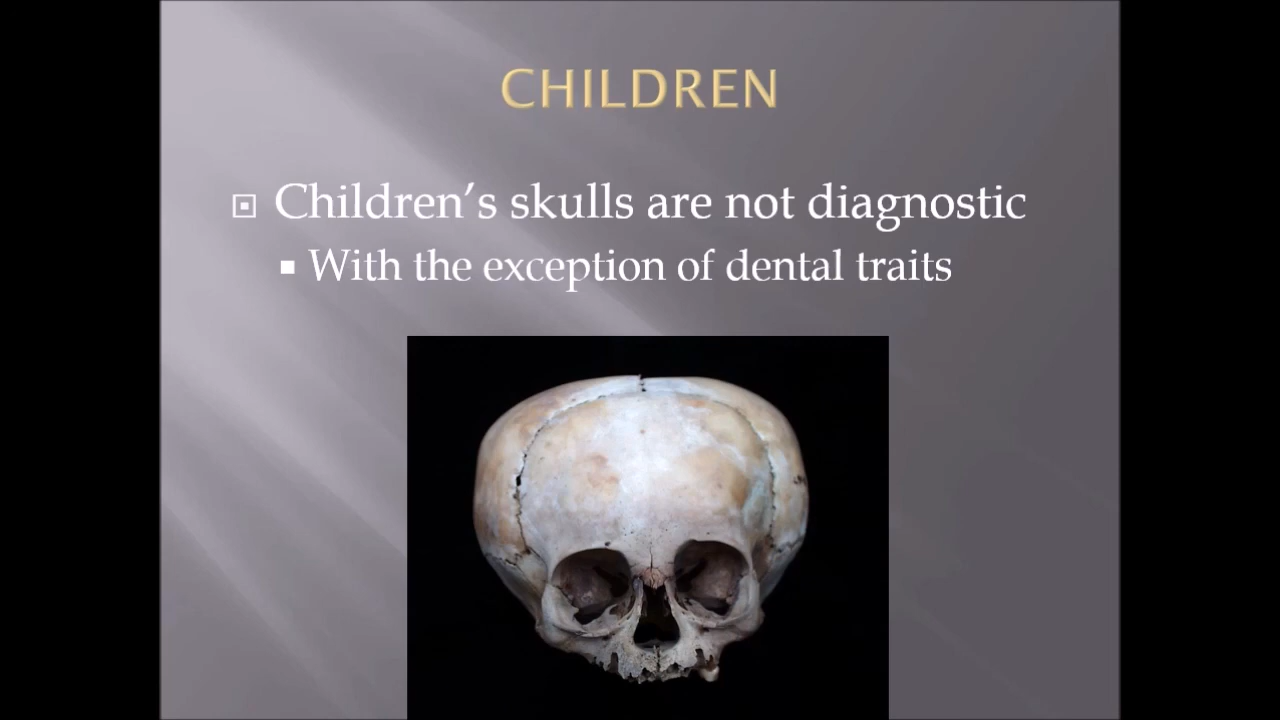 CHILDREN
Children’s skulls are not diagnostic
With the exception of dental traits